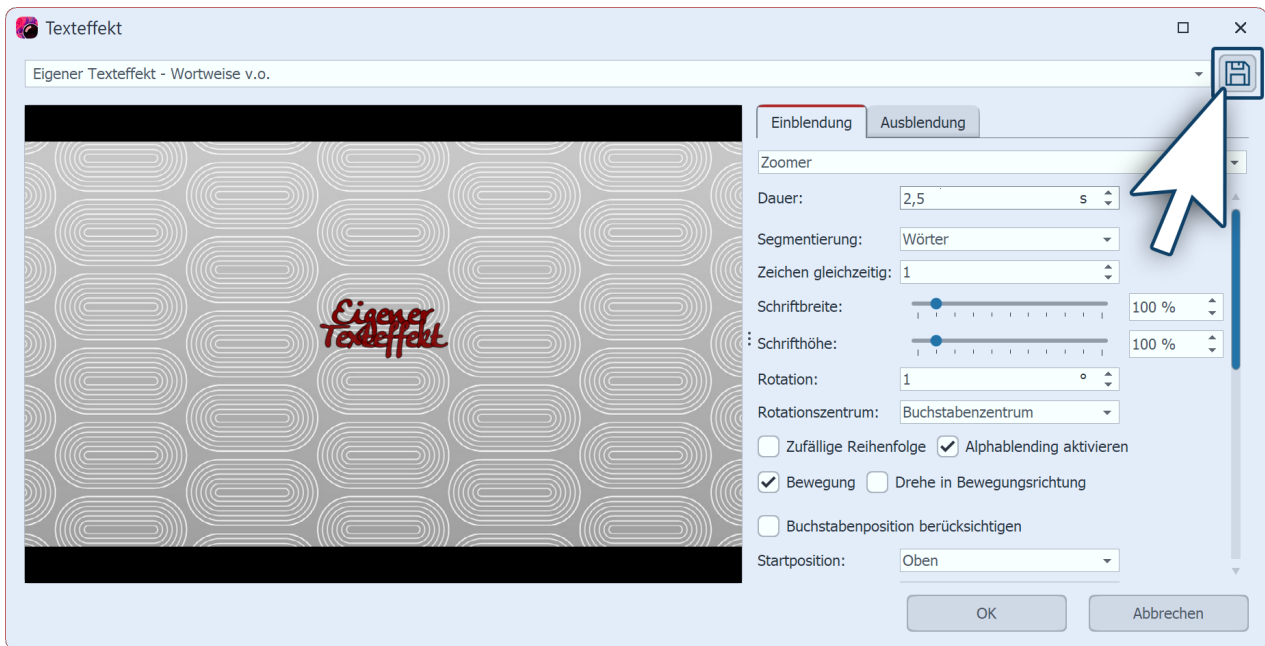 Texteffekt
Eigener Texteffekt - Wortweise v.o.
Eigener
Texteffekt
Einblendung Ausblendung
Zoomer
Dauer: 2,5 s
Segmentierung: Wörter
Zeichen gleichzeitig: 1
Schriftbreite: 100 %
Schrifthöhe: 100 %
Rotation: 1 °
Rotationszentrum: Buchstabenzentrum
Zufällige Reihenfolge Alphablending aktivieren
Bewegung Drehe in Bewegungsrichtung
Buchstabenposition berücksichtigen
Startposition: Oben
OK Abbrechen